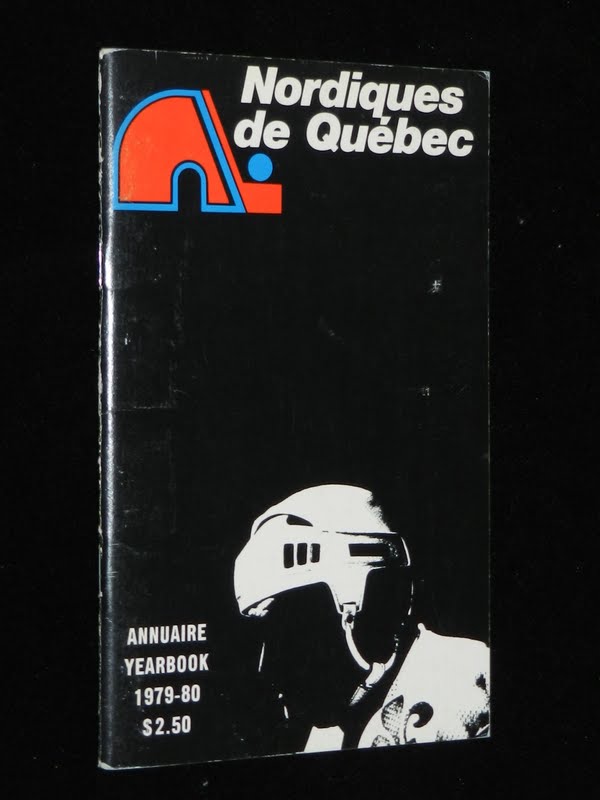 Nordiques
de Québec
ANNUAIRE
YEARBOOK
1979-80
$2.50